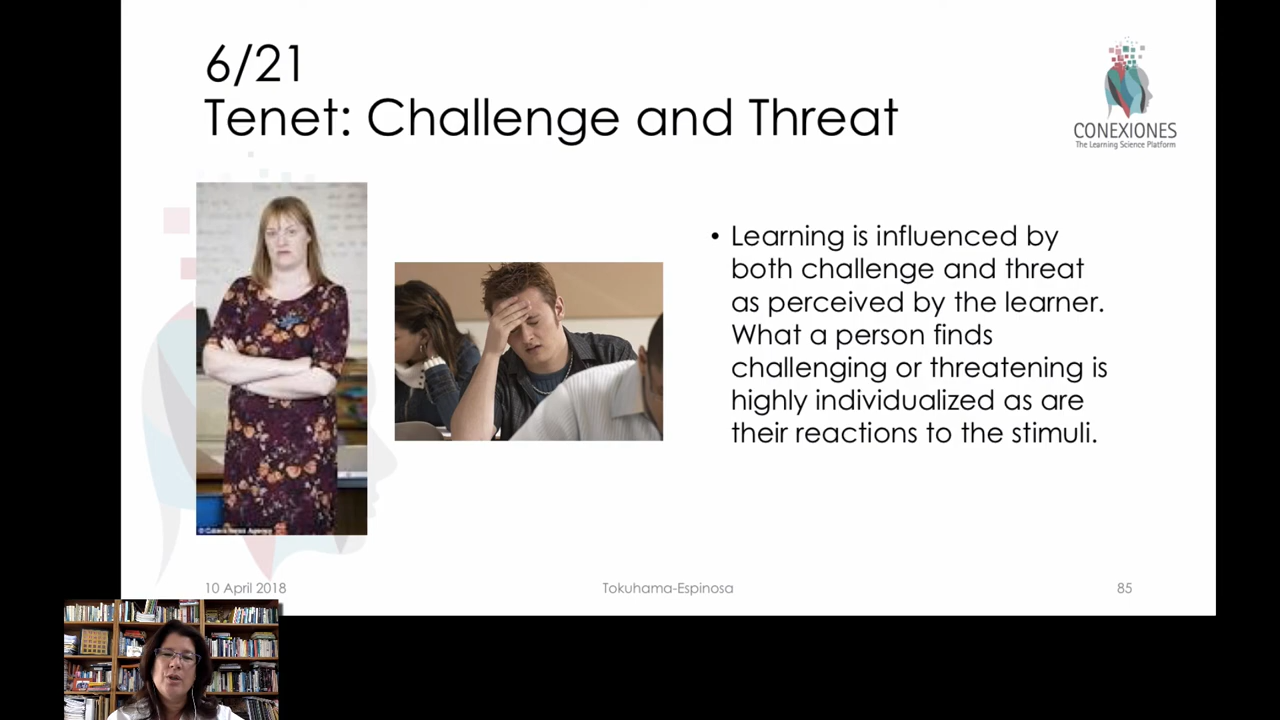 6/21
Tenet: Challenge and Threat
CONEXIONES
The Learning Science Platform
• Learning is influenced by
both challenge and threat
as perceived by the learner.
What a person finds
challenging or threatening is
highly individualized as are
their reactions to the stimuli.
10 April 2018
Tokuhama-Espinosa
85